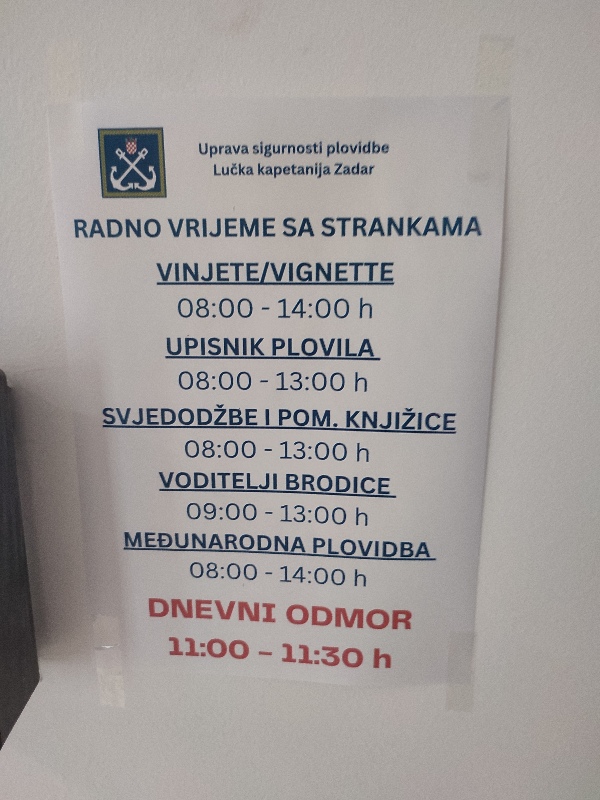 Uprava sigurnosti plovidbe
Lučka kapetanija Zadar
RADNO VRIJEME SA STRANKAMA
VINJETE/VIGNETTE
08:00 - 14:00 h
UPISNIK PLOVILA
08:00 - 13:00 h
SVJEDODŽBE I POM. KNJIŽICE
08:00 - 13:00 h
VODITELJI BRODICE
09:00 - 13:00 h
MEĐUNARODNA PLOVIDBA
08:00 - 14:00 h
DNEVNI ODMOR
11:00 – 11:30 h